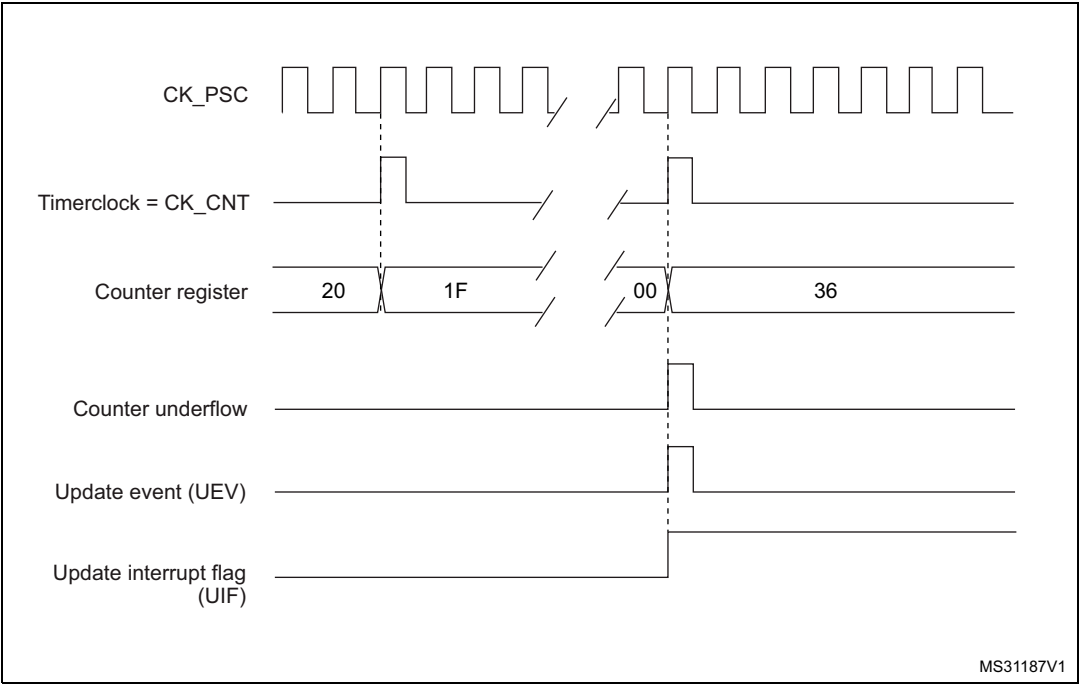 CK_PSC
Timerclock = CK_CNT
Counter register 20 1F 00 36
Counter underflow
Update event (UEV)
Update interrupt flag
(UIF)
MS31187V1